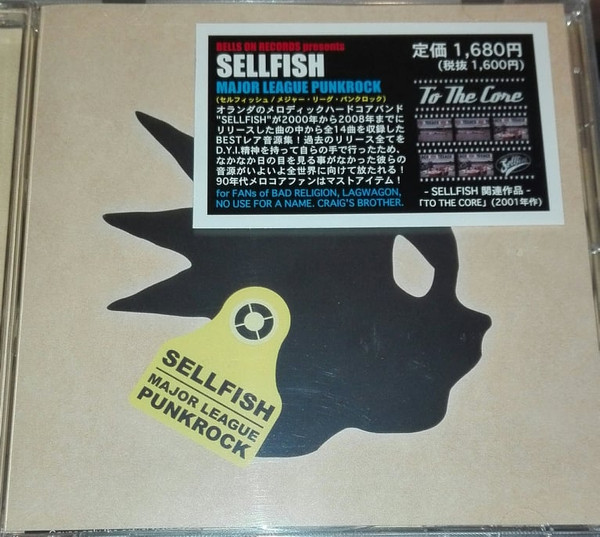 BELLS ON RECORDS presents
SELLFISH
MAJOR LEAGUE PUNKROCK
(セルフィッシュ/メジャー・リーグ・パンクロック)
オランダのメロディックハードコアバンド
"SELLFISH"が2000年から2008年までに
リリースした曲の中から全14曲を収録した
BESTレア音源集!過去のリリース全てを
D.Y.I.精神を持って自らの手で行ったため、
なかなか日の目を見る事がなかった彼らの
音源がいよいよ全世界に向けて放たれる!
90年代メロコアファンはマストアイテム!
for FANs of BAD RELIGION, LAGWAGON,
NO USE FOR A NAME. CRAIG'S BROTHER.
定価 1,680円
(税抜 1,600円)
To The Core
Sellfish
- SELLFISH 関連作品 -
「TO THE CORE」(2001年作)
SELLFISH
MAJOR LEAGUE
PUNKROCK